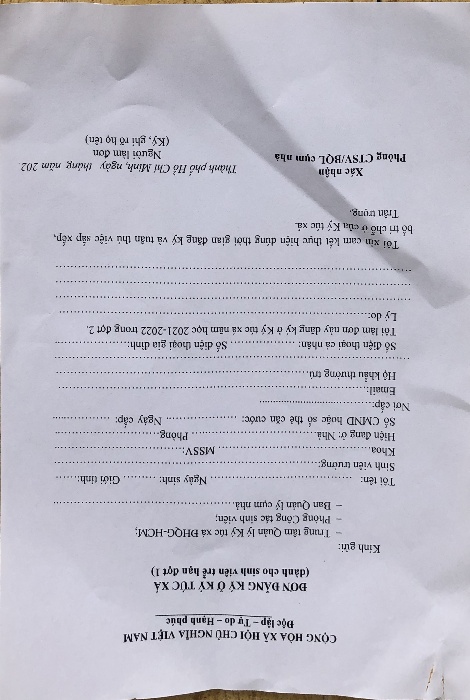 CỘNG HÒA XÃ HỘI CHỦ NGHĨA VIỆT NAM
Độc lập – Tự do – Hạnh phúc
ĐƠN ĐĂNG KÝ Ở KÝ TÚC XÁ
(dành cho sinh viên trễ hạn đợt 1)
Kính gửi:
– Trung tâm Quản lý Ký túc xá ĐHQG-HCM;
– Phòng Công tác sinh viên;
– Ban Quản lý cụm nhà..........
Tôi tên: .......... Ngày sinh: .......... Giới tính:......
Sinh viên trường:..........
Khoa.......... MSSV:..........
Hiện đang ở: Nhà.......... Phòng..........
Số CMND hoặc số thẻ căn cước: .......... Ngày cấp: ..........
Nơi cấp:..........
Email:..........
Hộ khẩu thường trú..........
Số điện thoại cá nhân: .......... Số điện thoại gia đình:..........
Tôi làm đơn này đăng ký ở Ký túc xá năm học 2021-2022 trong đợt 2.
Lý do:..........
Tôi xin cam kết thực hiện đúng thời gian đăng ký và tuân thủ việc sắp xếp,
bố trí chỗ ở của Ký túc xá.
Trân trọng.
Thành phố Hồ Chí Minh, ngày tháng năm 202
Xác nhận
Phòng CTSV/BQL cụm nhà
Người làm đơn
(Ký, ghi rõ họ tên)